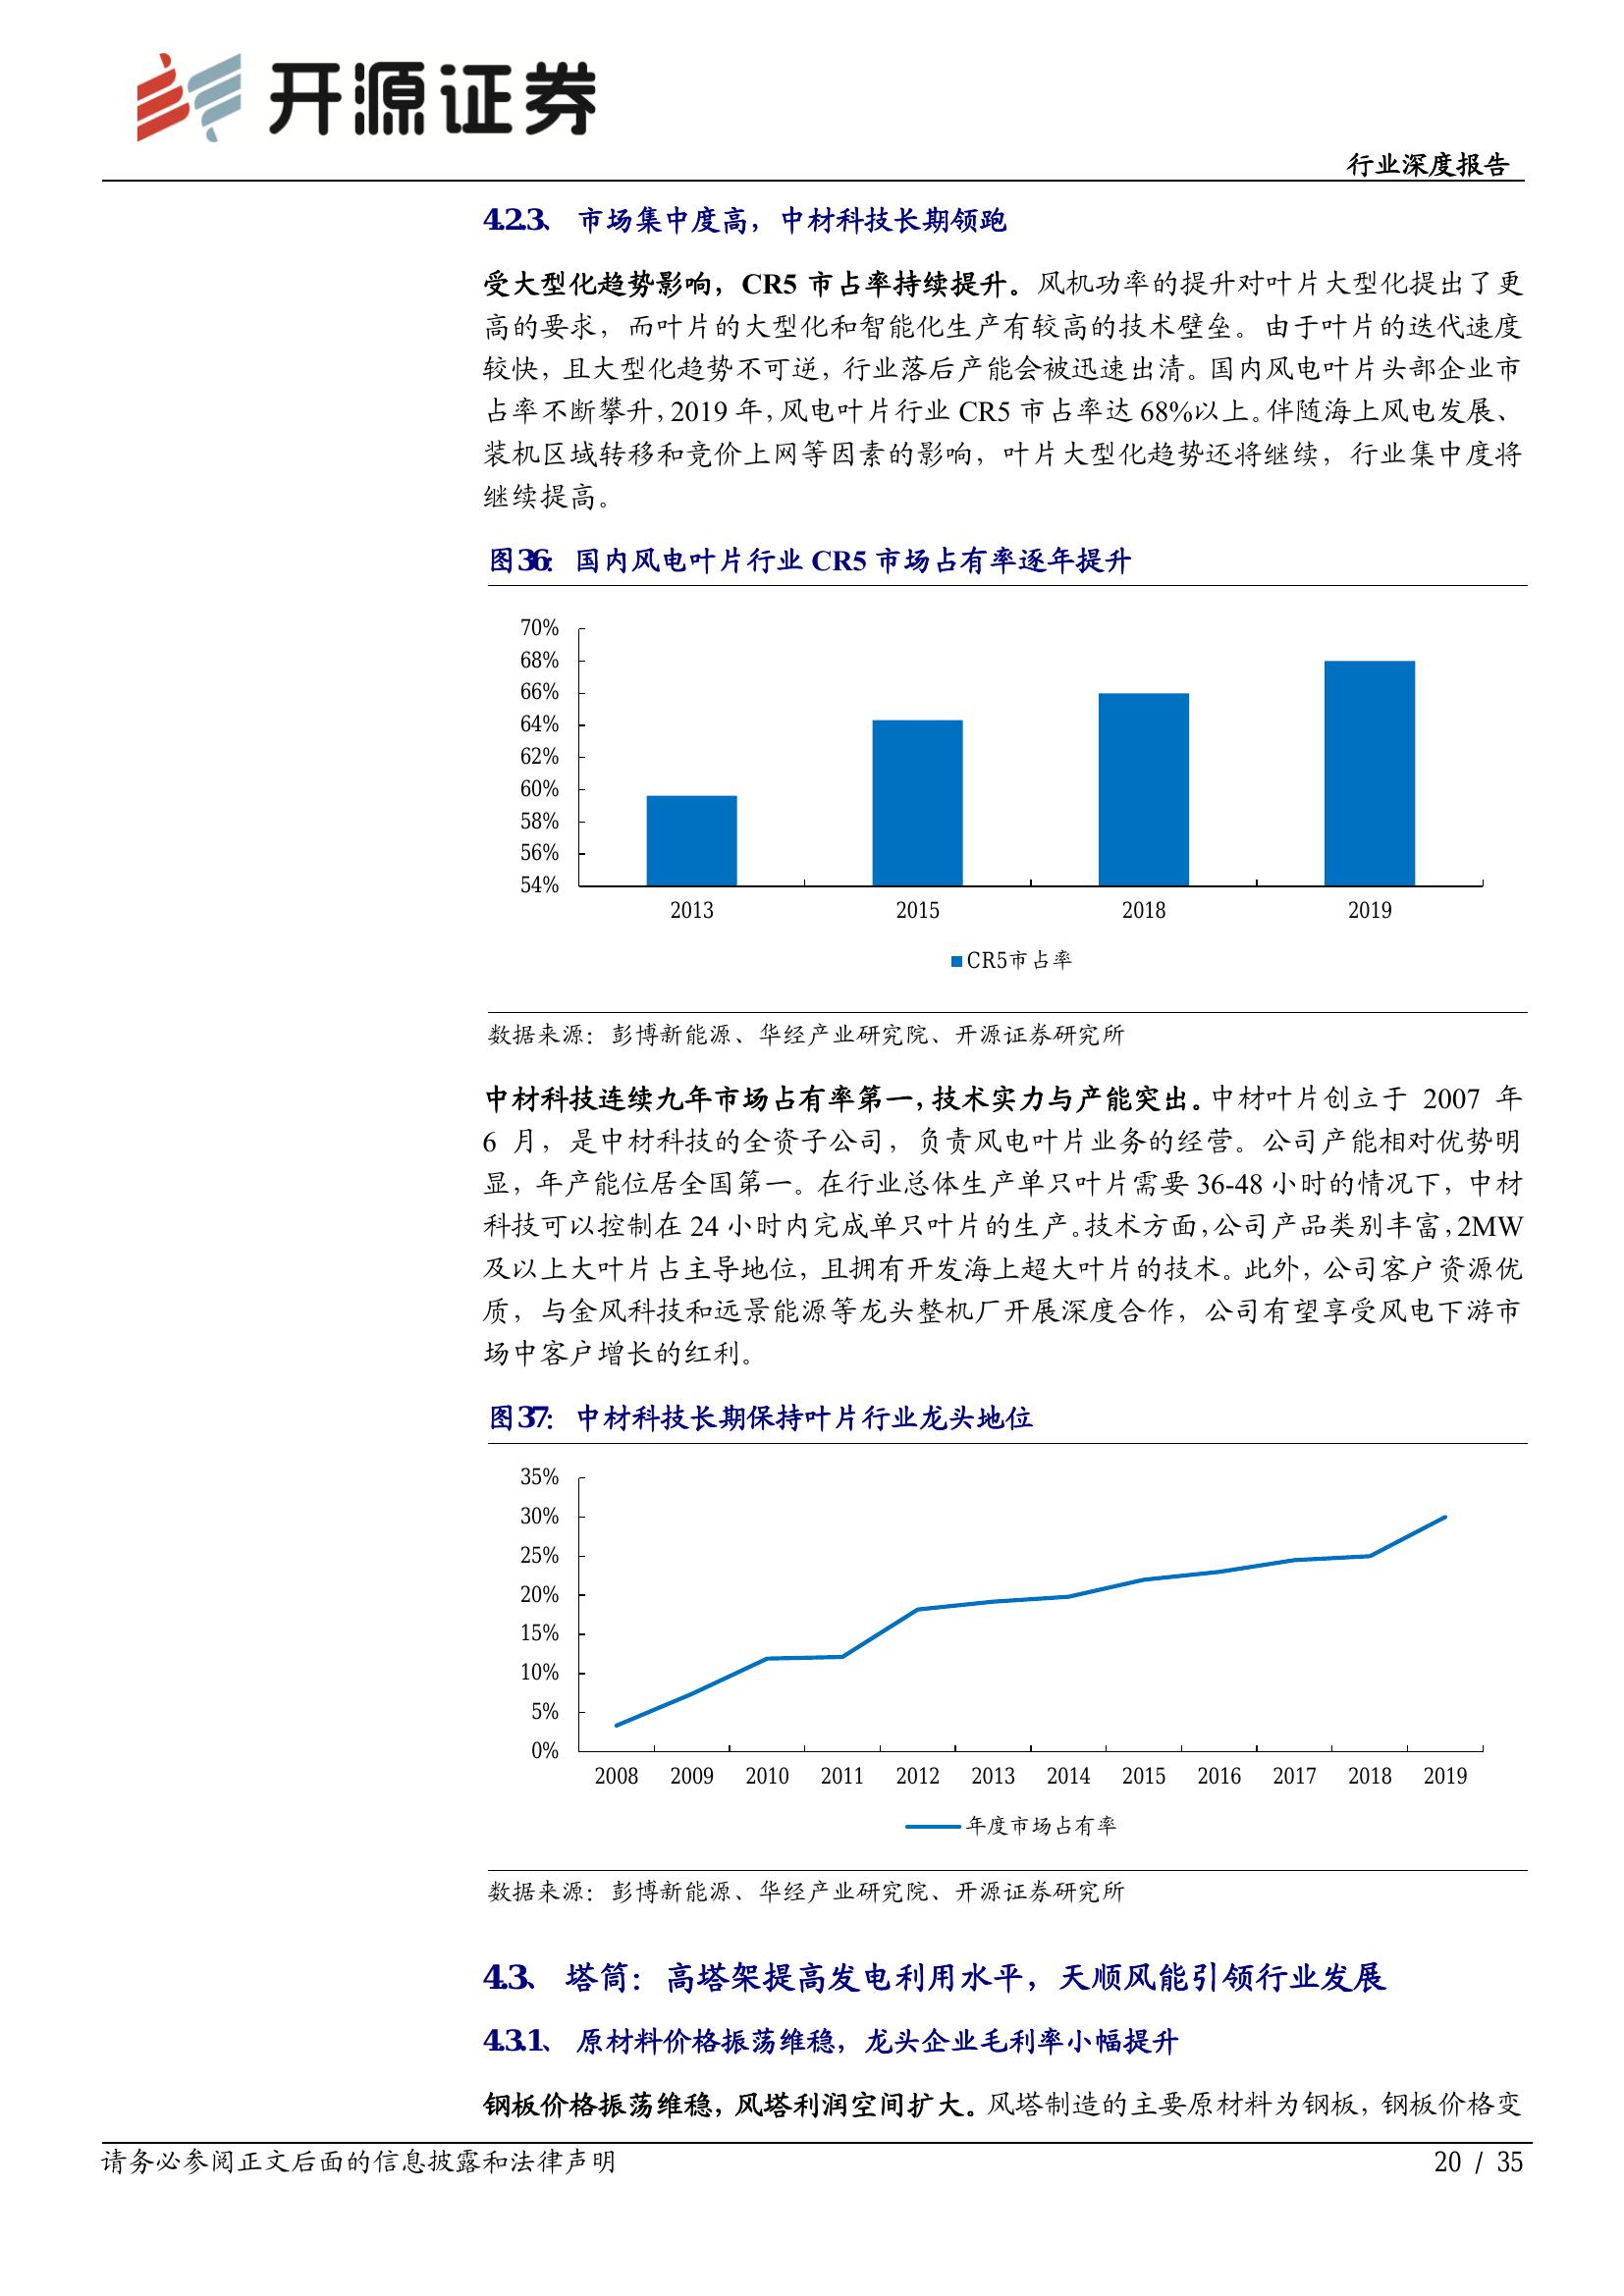 开源证券
行业深度报告
4.2.3、 市场集中度高，中材科技长期领跑
受大型化趋势影响，CR5 市占率持续提升。风机功率的提升对叶片大型化提出了更
高的要求，而叶片的大型化和智能化生产有较高的技术壁垒。由于叶片的迭代速度
较快，且大型化趋势不可逆，行业落后产能会被迅速出清。国内风电叶片头部企业市
占率不断攀升，2019 年，风电叶片行业 CR5 市占率达 68%以上。伴随海上风电发展、
装机区域转移和竞价上网等因素的影响，叶片大型化趋势还将继续，行业集中度将
继续提高。
图36： 国内风电叶片行业 CR5 市场占有率逐年提升
70%
68%
66%
64%
62%
60%
58%
56%
54%
2013 2015 2018 2019
CR5市占率
数据来源：彭博新能源、华经产业研究院、开源证券研究所
中材科技连续九年市场占有率第一，技术实力与产能突出。中材叶片创立于 2007 年
6 月，是中材科技的全资子公司，负责风电叶片业务的经营。公司产能相对优势明
显，年产能位居全国第一。在行业总体生产单只叶片需要 36-48 小时的情况下，中材
科技可以控制在 24 小时内完成单只叶片的生产。技术方面，公司产品类别丰富，2MW
及以上大叶片占主导地位，且拥有开发海上超大叶片的技术。此外，公司客户资源优
质，与金风科技和远景能源等龙头整机厂开展深度合作，公司有望享受风电下游市
场中客户增长的红利。
图37： 中材科技长期保持叶片行业龙头地位
35%
30%
25%
20%
15%
10%
5%
0%
2008 2009 2010 2011 2012 2013 2014 2015 2016 2017 2018 2019
年度市场占有率
数据来源：彭博新能源、华经产业研究院、开源证券研究所
4.3、 塔筒：高塔架提高发电利用水平，天顺风能引领行业发展
4.3.1、 原材料价格振荡维稳，龙头企业毛利率小幅提升
钢板价格振荡维稳，风塔利润空间扩大。风塔制造的主要原材料为钢板，钢板价格变
请务必参阅正文后面的信息披露和法律声明
20 / 35